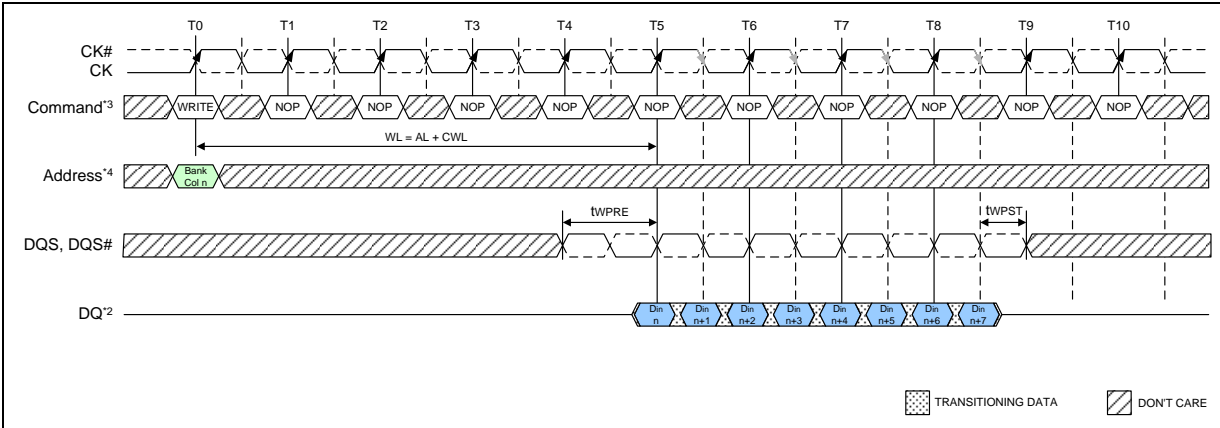 T0 T1 T2 T3 T4 T5 T6 T7 T8 T9 T10
CK#
CK
Command*3 WRITE NOP NOP NOP NOP NOP NOP NOP NOP NOP NOP
WL = AL + CWL
Address*4 Bank
Col n
tWPRE tWPST
DQS, DQS#
DQ*2 Din Din Din Din Din Din Din Din
n n+1 n+2 n+3 n+4 n+5 n+6 n+7
TRANSITIONING DATA DON'T CARE